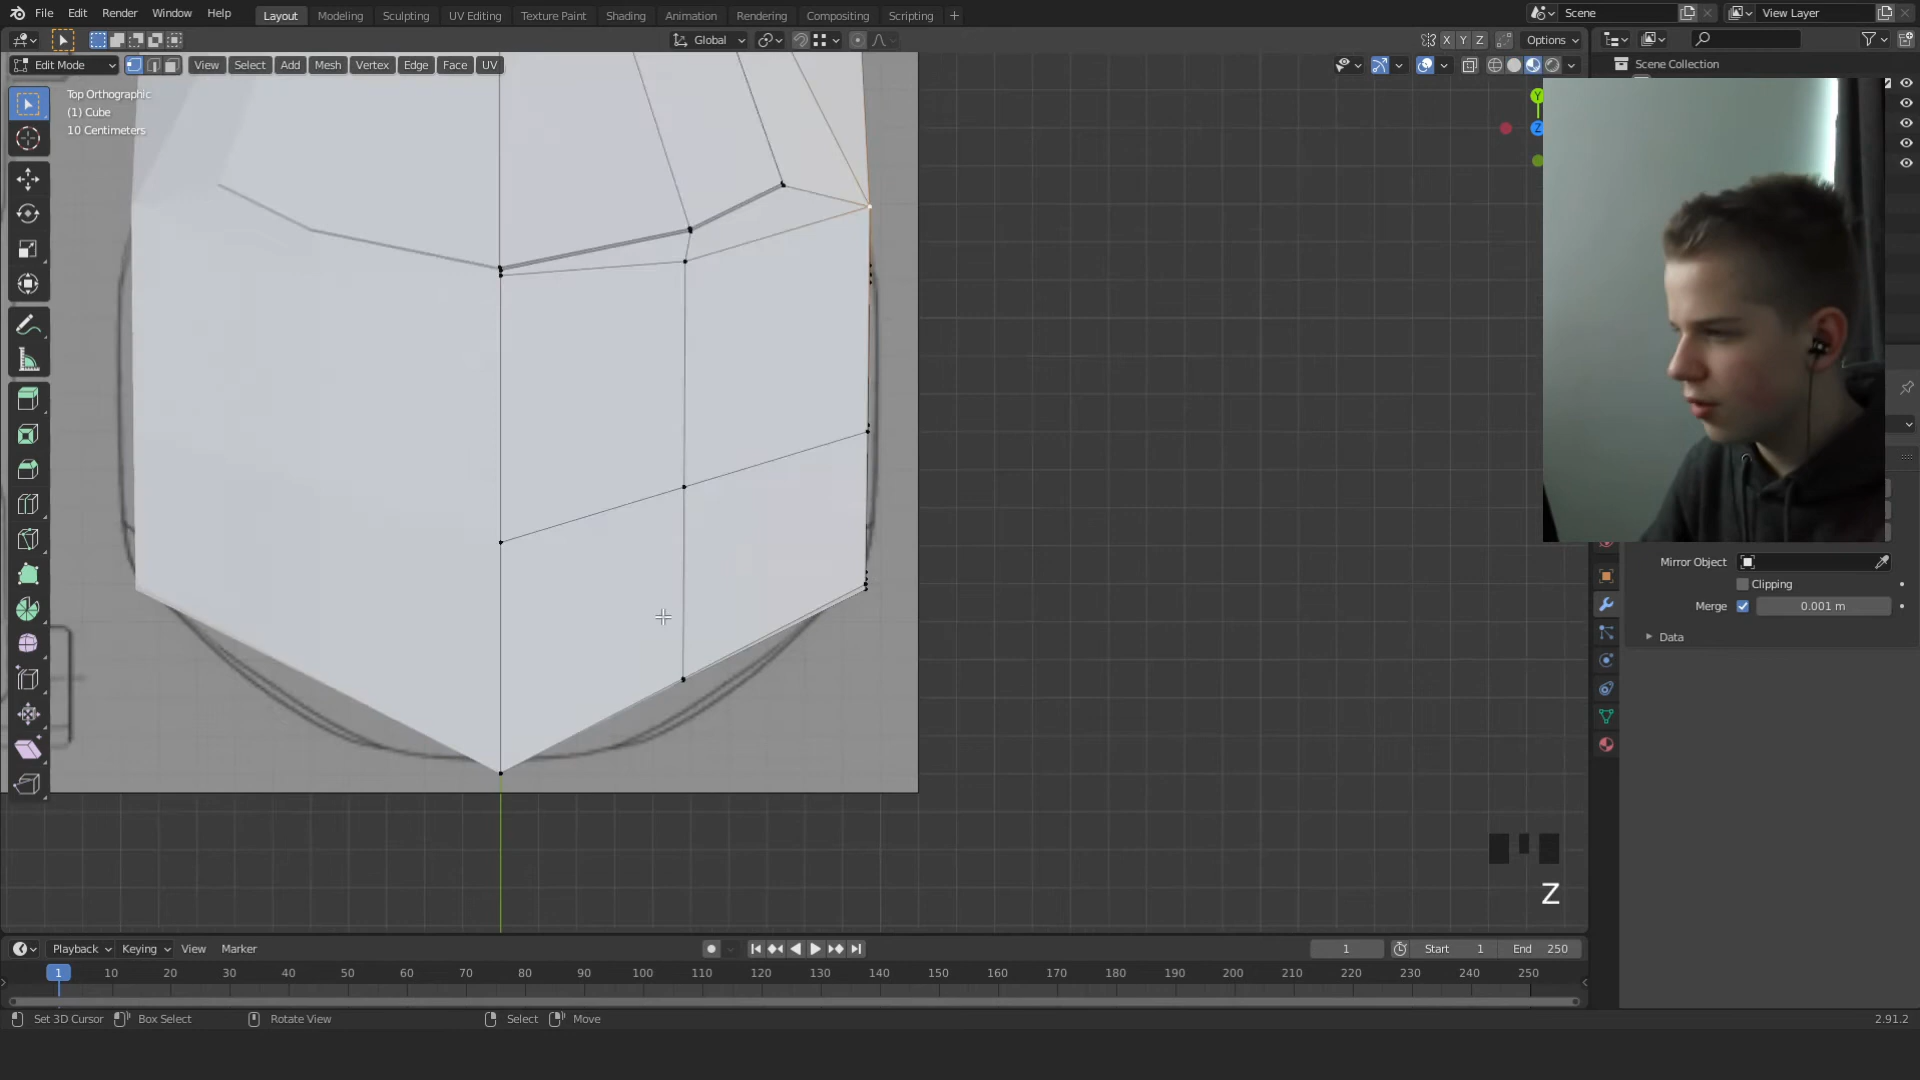 File Edit Render Window Help Layout Modeling Sculpting UV Editing Texture Paint Shading Animation Rendering Compositing Scripting + Scene View Layer
Global X Y Z Options
Edit Mode View Select Add Mesh Vertex Edge Face UV Scene Collection
Top Orthographic
(1) Cube
10 Centimeters
Y
Z
Mirror Object
Clipping
Merge 0.001 m
Data
Z
Playback Keying View Marker 1 Start 1 End 250
1 10 20 30 40 50 60 70 80 90 100 110 120 130 140 150 160 170 180 190 200 210 220 230 240 250
Set 3D Cursor Box Select Rotate View Select Move 2.91.2